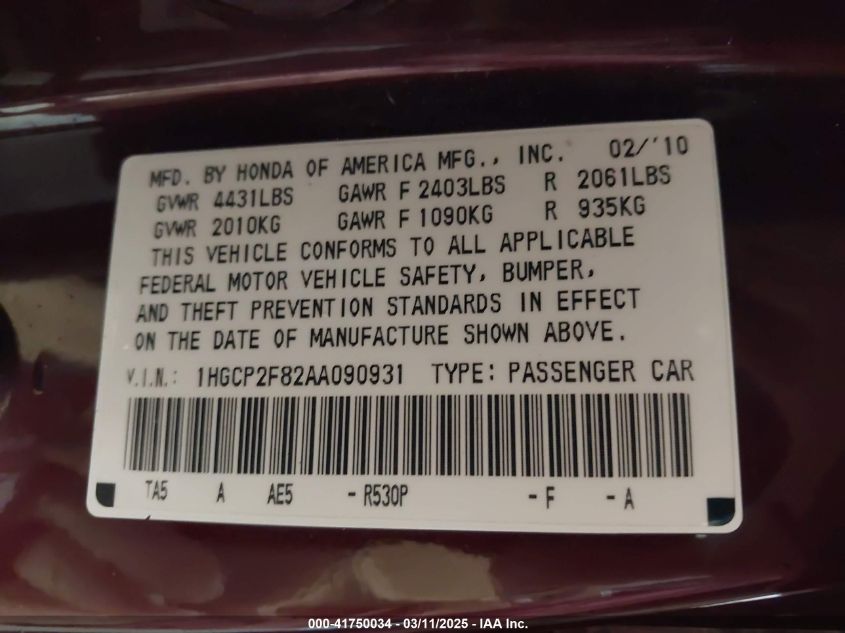 MFD. BY HONDA OF AMERICA MFG., INC. 02/'10
GVWR 4431LBS GAWR F 2403LBS R 2061LBS
GVWR 2010KG GAWR F 1090KG R 935KG
THIS VEHICLE CONFORMS TO ALL APPLICABLE
FEDERAL MOTOR VEHICLE SAFETY, BUMPER,
AND THEFT PREVENTION STANDARDS IN EFFECT
ON THE DATE OF MANUFACTURE SHOWN ABOVE.
V.I.N.: 1HGCP2F82AA090931 TYPE: PASSENGER CAR
TA5 A AE5 - R530P - F - A
000-41750034 - 03/11/2025 - IAA Inc.